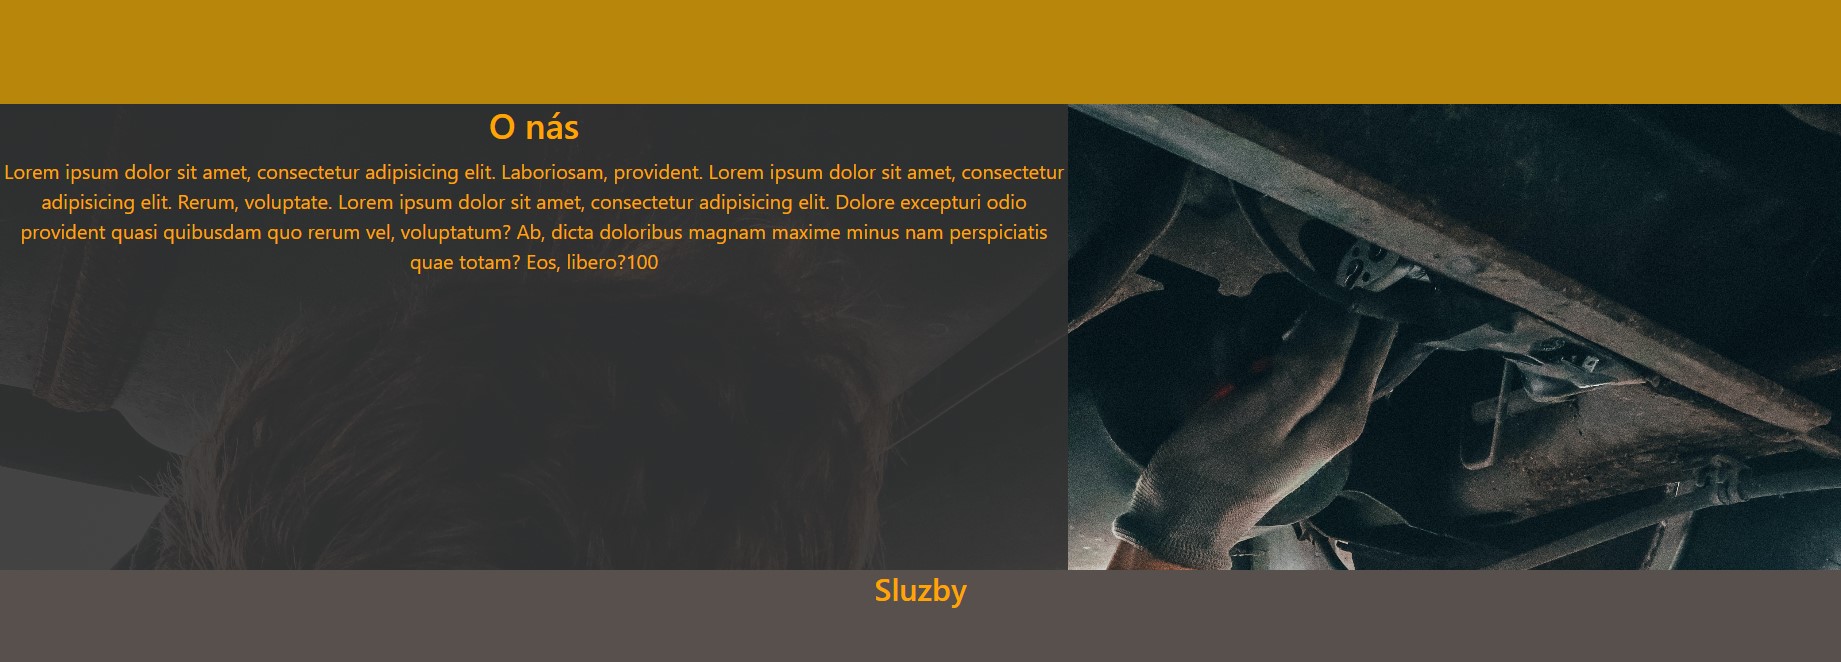 O nás
Lorem ipsum dolor sit amet, consectetur adipisicing elit. Laboriosam, provident. Lorem ipsum dolor sit amet, consectetur
adipisicing elit. Rerum, voluptate. Lorem ipsum dolor sit amet, consectetur adipisicing elit. Dolore excepturi odio
provident quasi quibusdam quo rerum vel, voluptatum? Ab, dicta doloribus magnam maxime minus nam perspiciatis
quae totam? Eos, libero?100
Sluzby